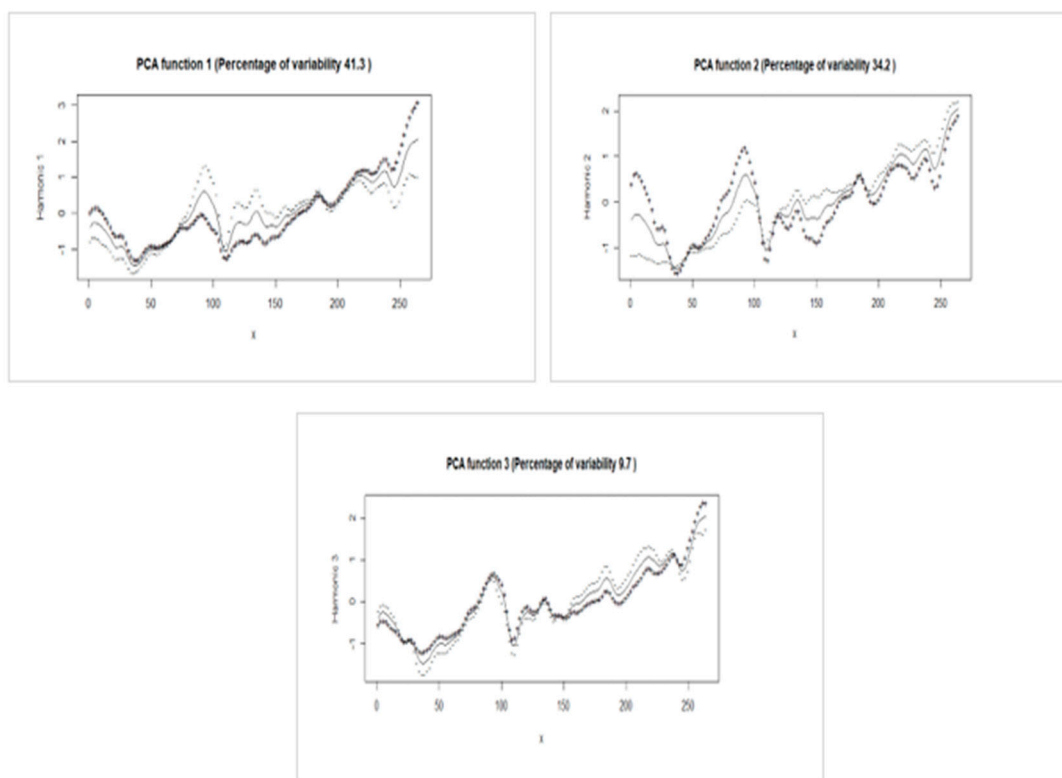 PCA function 1 (Percentage of variability 41.3 )
Harmonic 1
3
2
1
0
-1
0 50 100 150 200 250
X
PCA function 2 (Percentage of variability 34.2 )
Harmonic 2
2
1
0
-1
0 50 100 150 200 250
X
PCA function 3 (Percentage of variability 9.7 )
Harmonic 3
2
1
0
-1
0 50 100 150 200 250
X